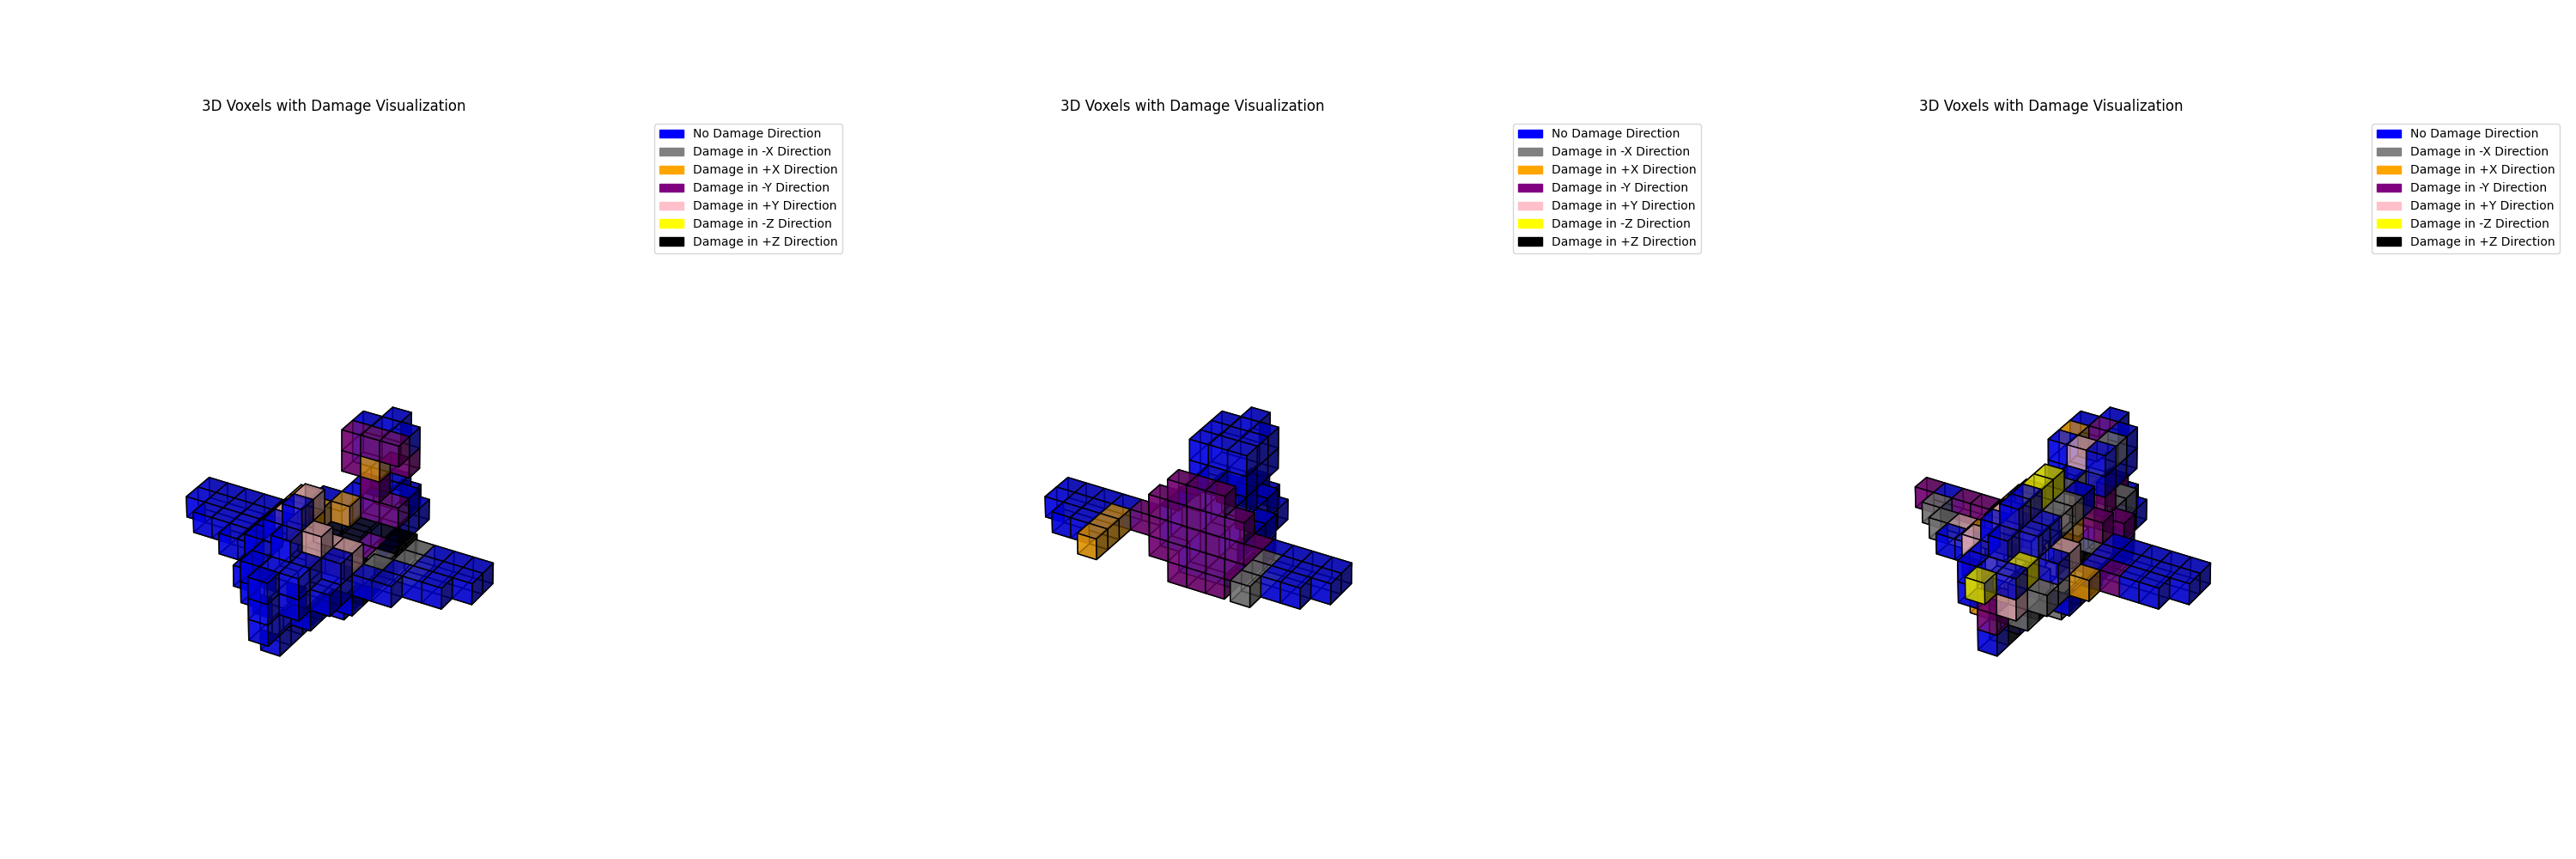 3D Voxels with Damage Visualization
No Damage Direction
Damage in -X Direction
Damage in +X Direction
Damage in -Y Direction
Damage in +Y Direction
Damage in -Z Direction
Damage in +Z Direction
3D Voxels with Damage Visualization
No Damage Direction
Damage in -X Direction
Damage in +X Direction
Damage in -Y Direction
Damage in +Y Direction
Damage in -Z Direction
Damage in +Z Direction
3D Voxels with Damage Visualization
No Damage Direction
Damage in -X Direction
Damage in +X Direction
Damage in -Y Direction
Damage in +Y Direction
Damage in -Z Direction
Damage in +Z Direction